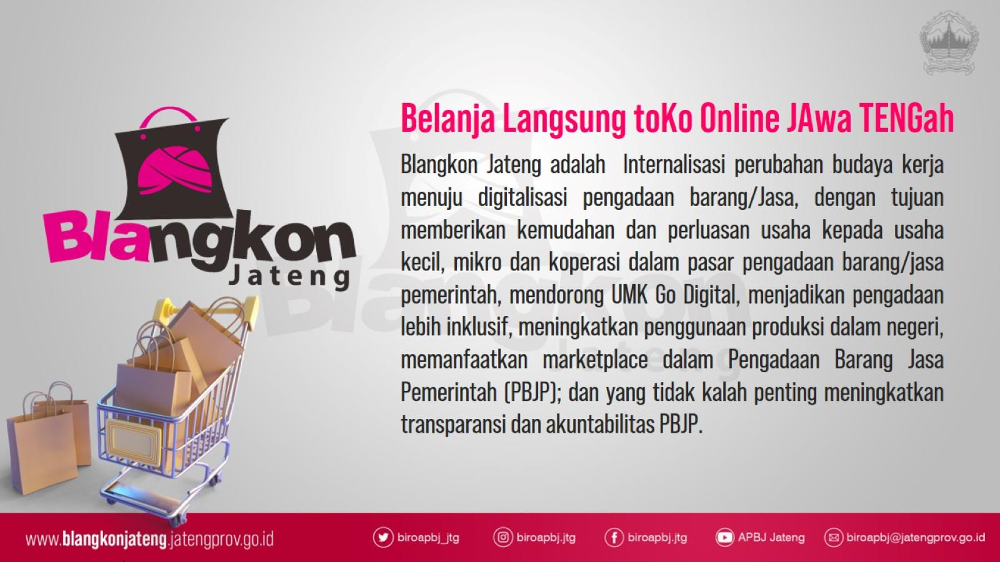 Belanja Langsung toKo Online JAwa TENGah
Blangkon Jateng adalah Internalisasi perubahan budaya kerja
menuju digitalisasi pengadaan barang/Jasa, dengan tujuan
memberikan kemudahan dan perluasan usaha kepada usaha
kecil, mikro dan koperasi dalam pasar pengadaan barang/jasa
pemerintah, mendorong UMK Go Digital, menjadikan pengadaan
lebih inklusif, meningkatkan penggunaan produksi dalam negeri,
memanfaatkan marketplace dalam Pengadaan Barang Jasa
Pemerintah (PBJP); dan yang tidak kalah penting meningkatkan
transparansi dan akuntabilitas PBJP.
Blangkon
Jateng
Blangkon
Jateng
www.blangkonjateng.jatengprov.go.id
biroapbj_jtg
biroapbj.jtg
biroapbj.jtg
APBJ Jateng
biroapbj@jatengprov.go.id